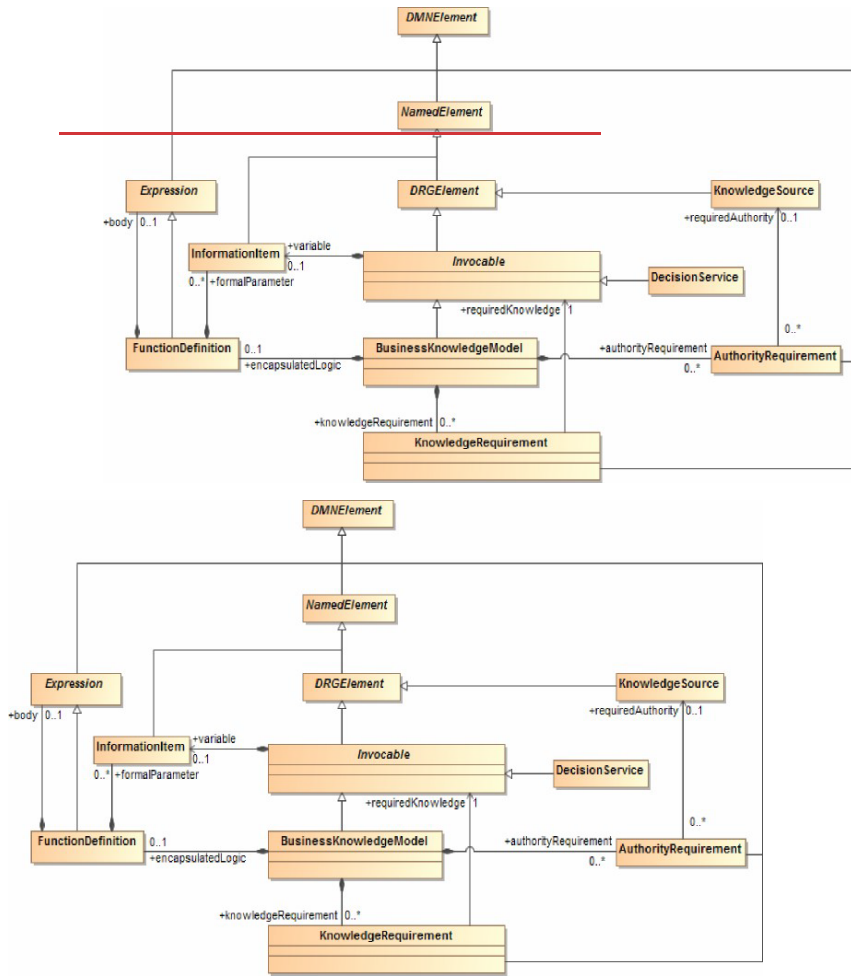 DMNElement
NamedElement
Expression
DRGElement
KnowledgeSource
+body 0..1
+requiredAuthority 0..1
InformationItem
+variable
0..1
Invocable
0..* +formalParameter
DecisionService
+requiredKnowledge 1
0..*
FunctionDefinition
0..1
+encapsulatedLogic
BusinessKnowledgeModel
+authorityRequirement
0..*
AuthorityRequirement
+knowledgeRequirement 0..*
KnowledgeRequirement
DMNElement
NamedElement
Expression
DRGElement
KnowledgeSource
+body 0..1
+requiredAuthority 0..1
InformationItem
+variable
0..1
Invocable
0..* +formalParameter
DecisionService
+requiredKnowledge 1
0..*
FunctionDefinition
0..1
+encapsulatedLogic
BusinessKnowledgeModel
+authorityRequirement
0..*
AuthorityRequirement
+knowledgeRequirement 0..*
KnowledgeRequirement